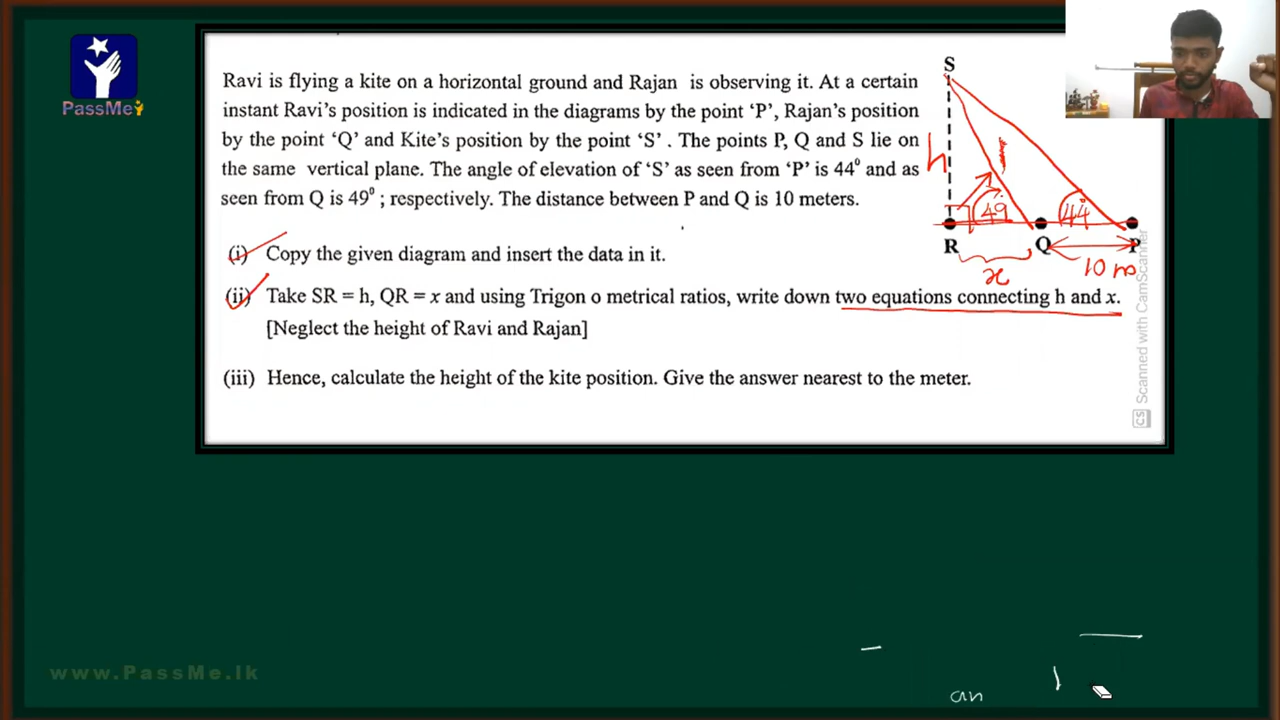 PassMe
Ravi is flying a kite on a horizontal ground and Rajan is observing it. At a certain
instant Ravi's position is indicated in the diagrams by the point 'P', Rajan's position
by the point 'Q' and Kite's position by the point 'S' . The points P, Q and S lie on
the same vertical plane. The angle of elevation of 'S' as seen from 'P' is 44⁰ and as
seen from Q is 49⁰ ; respectively. The distance between P and Q is 10 meters.
S
h
49
44
R
Q
P
x
10 m
(i) Copy the given diagram and insert the data in it.
(ii) Take SR = h, QR = x and using Trigon o metrical ratios, write down two equations connecting h and x.
[Neglect the height of Ravi and Rajan]
(iii) Hence, calculate the height of the kite position. Give the answer nearest to the meter.
CS Scanned with CamScanner
www.PassMe.lk
an